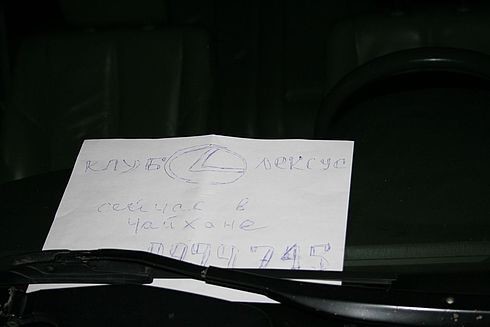 КЛУБ ЛЕКСУС
сейчас в
чайхане